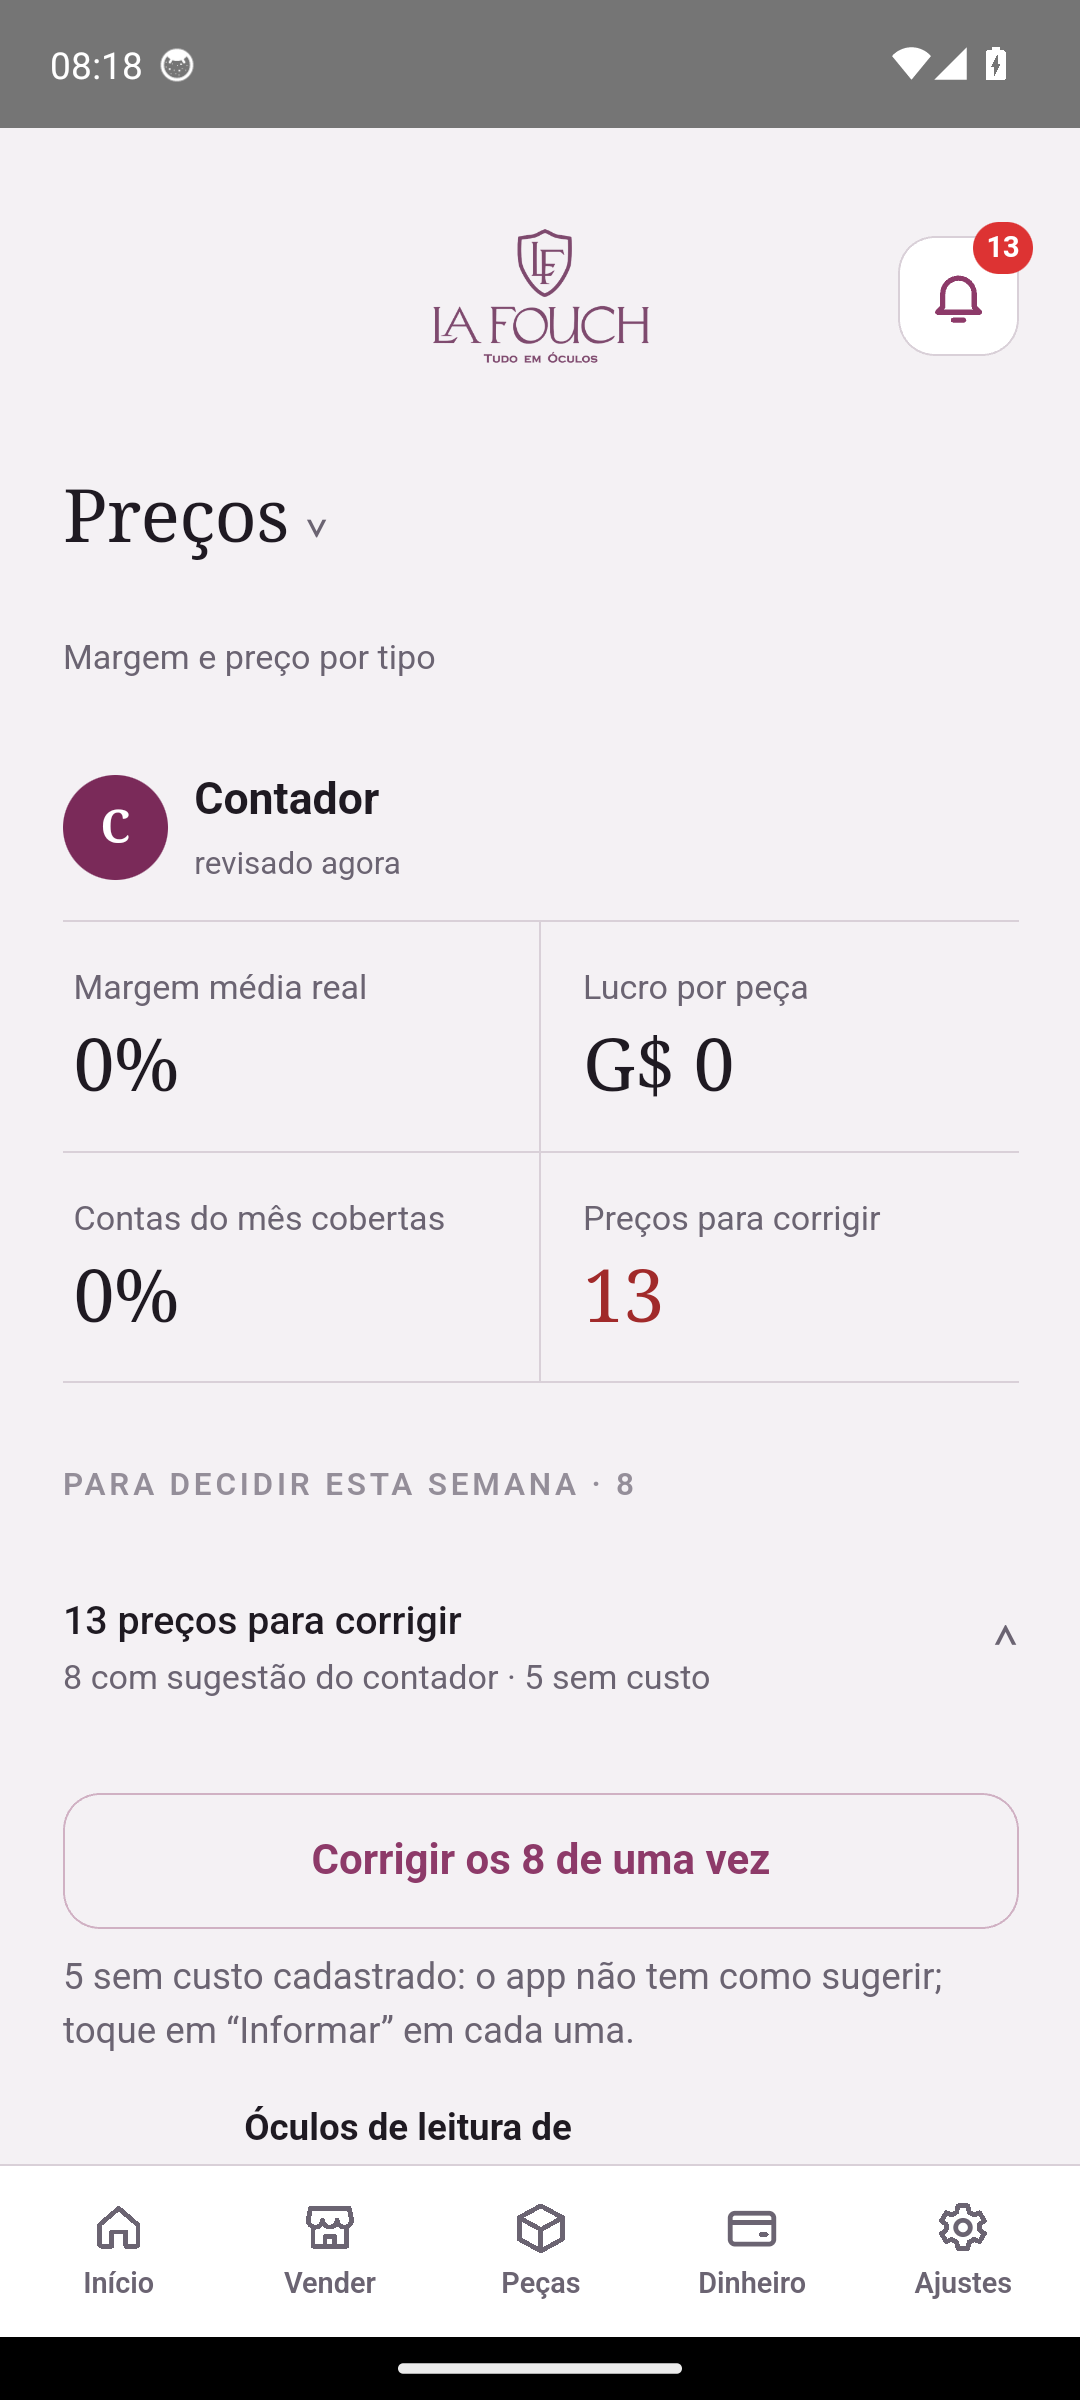 08:18
13
LF
LA FOUCH
TUDO EM ÓCULOS
Preços
Margem e preço por tipo
C
Contador
revisado agora
Margem média real
0%
Lucro por peça
G$ 0
Contas do mês cobertas
0%
Preços para corrigir
13
PARA DECIDIR ESTA SEMANA · 8
13 preços para corrigir
8 com sugestão do contador · 5 sem custo
Corrigir os 8 de uma vez
5 sem custo cadastrado: o app não tem como sugerir;
toque em “Informar” em cada uma.
Óculos de leitura de
Início
Vender
Peças
Dinheiro
Ajustes